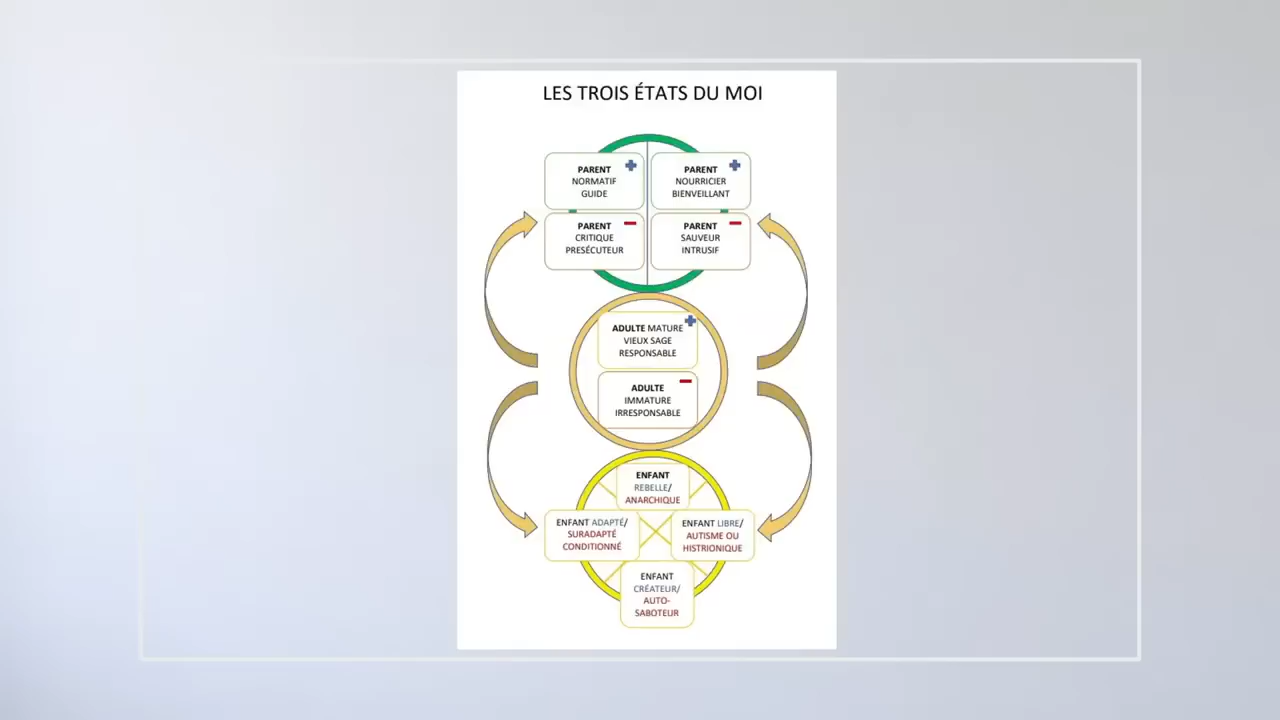 LES TROIS ÉTATS DU MOI
PARENT
NORMATIF
GUIDE
PARENT
NOURRICIER
BIENVEILLANT
PARENT
CRITIQUE
PRESÉCUTEUR
PARENT
SAUVEUR
INTRUSIF
ADULTE MATURE
VIEUX SAGE
RESPONSABLE
ADULTE
IMMATURE
IRRESPONSABLE
ENFANT
REBELLE/
ANARCHIQUE
ENFANT ADAPTÉ/
SURADAPTÉ
CONDITIONNÉ
ENFANT LIBRE/
AUTISME OU
HISTRIONIQUE
ENFANT
CRÉATEUR/
AUTO-
SABOTEUR